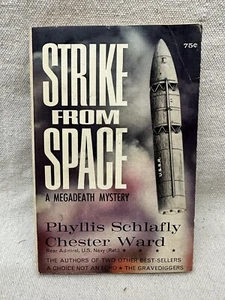 75¢
STRIKE
FROM
SPACE
A MEGADEATH MYSTERY
Phyllis Schlafly
Chester Ward
Rear Admiral, U.S. Navy (Ret.)
THE AUTHORS OF TWO OTHER BEST-SELLERS
A CHOICE NOT AN ECHO ★ THE GRAVEDIGGERS